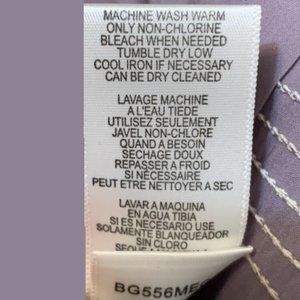 MACHINE WASH WARM
ONLY NON-CHLORINE
BLEACH WHEN NEEDED
TUMBLE DRY LOW
COOL IRON IF NECESSARY
CAN BE DRY CLEANED
LAVAGE MACHINE
A L'EAU TIEDE
UTILISEZ SEULEMENT
JAVEL NON-CHLORE
QUAND A BESOIN
SECHAGE DOUX
REPASSER A FROID
SI NÉCESSAIRE
PEUT ETRE NETTOYER A SEC
LAVAR A MAQUINA
EN AGUA TIBIA
SI ES NECESARIO USAR
SOLAMENTE BLANQUEADOR
SIN CLORO